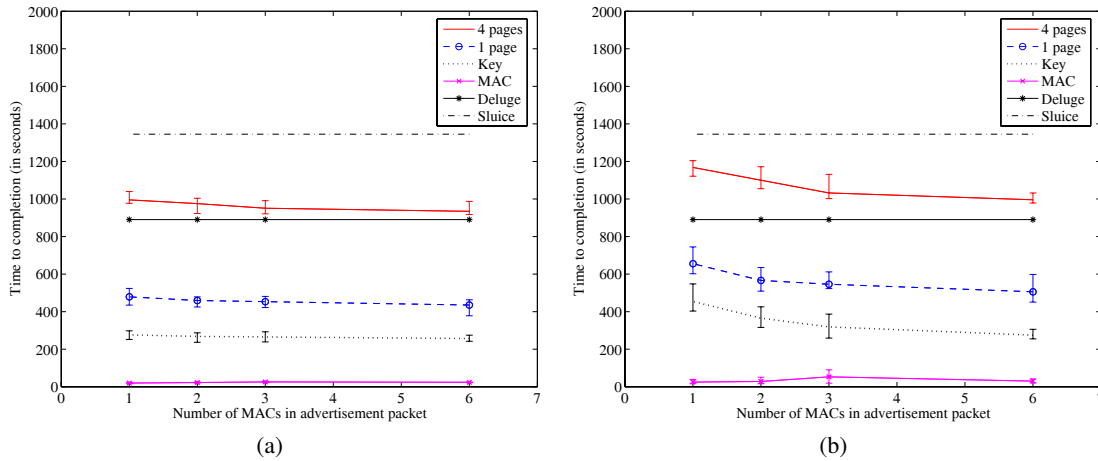 2000
1800
1600
1400
1200
1000
800
600
400
200
0
Time to completion (in seconds)
4 pages
1 page
Key
MAC
Deluge
Sluice
0 1 2 3 4 5 6 7
Number of MACs in advertisement packet
(a)
2000
1800
1600
1400
1200
1000
800
600
400
200
0
Time to completion (in seconds)
4 pages
1 page
Key
MAC
Deluge
Sluice
0 1 2 3 4 5 6 7
Number of MACs in advertisement packet
(b)